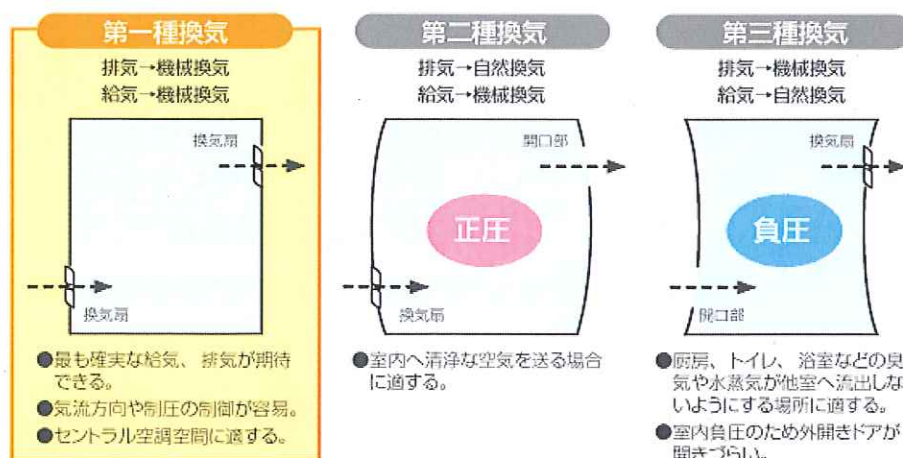 第一種換気
排気→機械換気
給気→機械換気
換気扇
換気扇
●最も確実な給気、排気が期待
できる。
●気流方向や制圧の制御が容易。
●セントラル空調空間に適する。
第二種換気
排気→自然換気
給気→機械換気
開口部
正圧
換気扇
●室内へ清浄な空気を送る場合
に適する。
第三種換気
排気→機械換気
給気→自然換気
換気扇
負圧
開口部
●厨房、トイレ、浴室などの臭
気や水蒸気が他室へ流出しな
いようにする場所に適する。
●室内負圧のため外開きドアが
開きづらい。